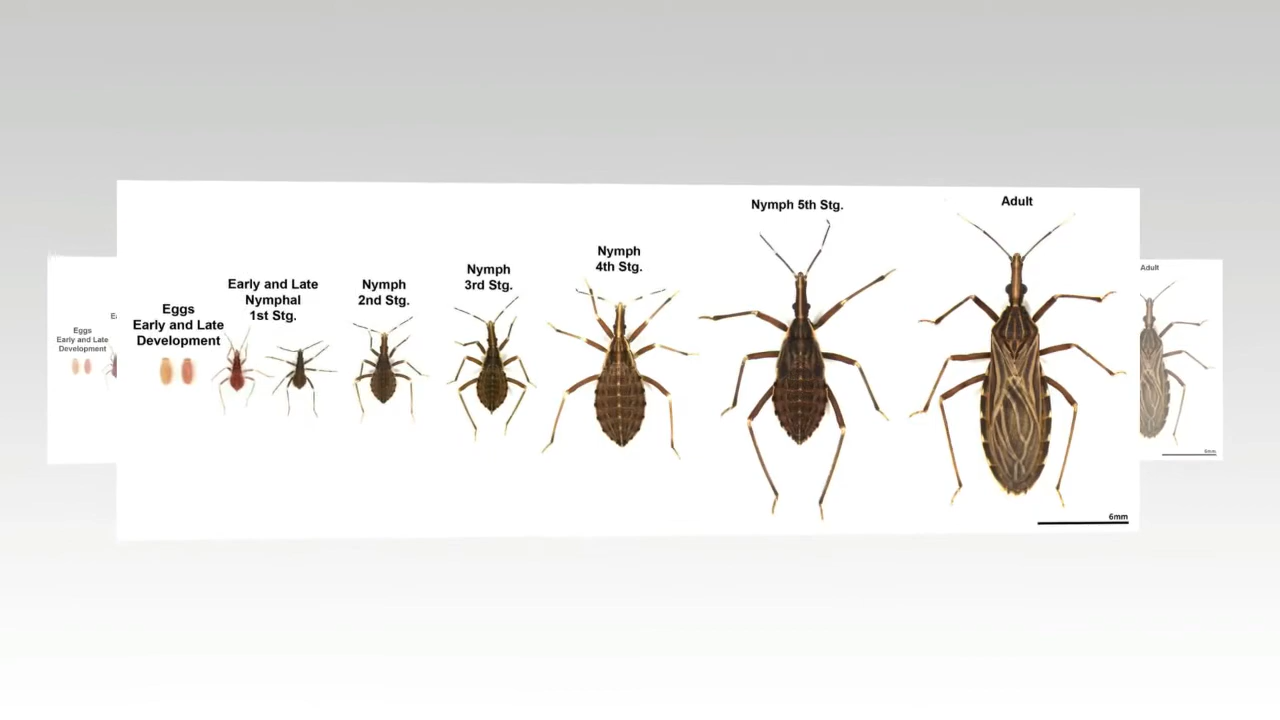 Nymph 5th Stg.
Adult
Nymph
4th Stg.
Nymph
3rd Stg.
Early and Late
Nymphal
1st Stg.
Nymph
2nd Stg.
Eggs
Early and Late
Development
6mm
Eggs
Early and Late
Development
Adult
6mm